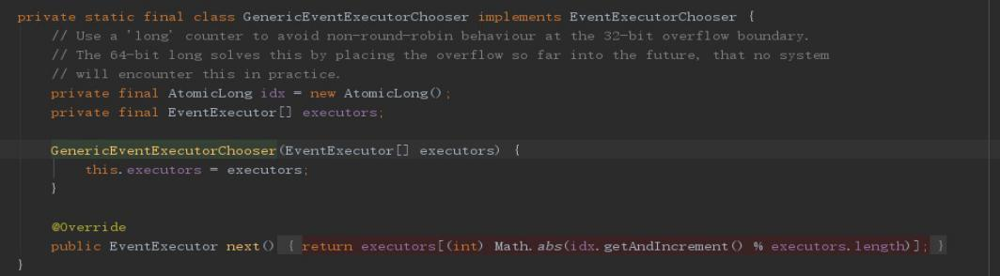 private static final class GenericEventExecutorChooser implements EventExecutorChooser {
// Use a 'long' counter to avoid non-round-robin behaviour at the 32-bit overflow boundary.
// The 64-bit long solves this by placing the overflow so far into the future, that no system
// will encounter this in practice.
private final AtomicLong idx = new AtomicLong();
private final EventExecutor[] executors;
GenericEventExecutorChooser(EventExecutor[] executors) {
this.executors = executors;
}
@Override
public EventExecutor next() { return executors[(int) Math.abs(idx.getAndIncrement() % executors.length)]; }
}